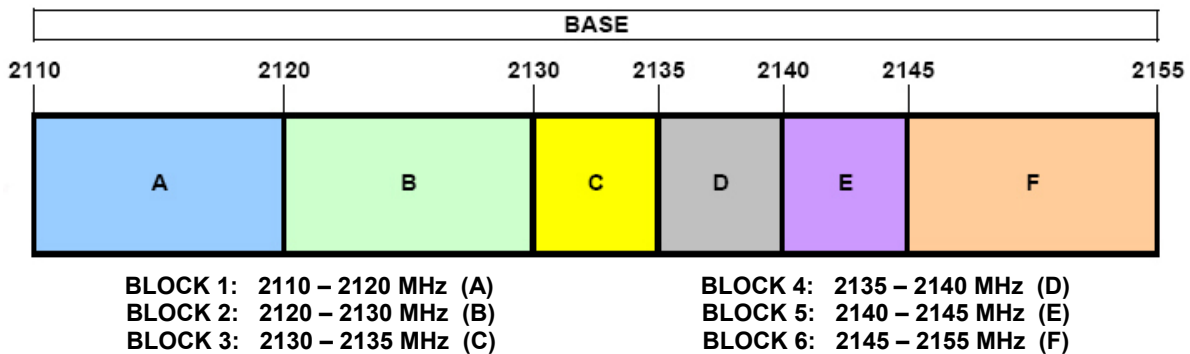 BASE
2110 2120 2130 2135 2140 2145 2155
A B C D E F
BLOCK 1: 2110 – 2120 MHz (A)
BLOCK 2: 2120 – 2130 MHz (B)
BLOCK 3: 2130 – 2135 MHz (C)
BLOCK 4: 2135 – 2140 MHz (D)
BLOCK 5: 2140 – 2145 MHz (E)
BLOCK 6: 2145 – 2155 MHz (F)